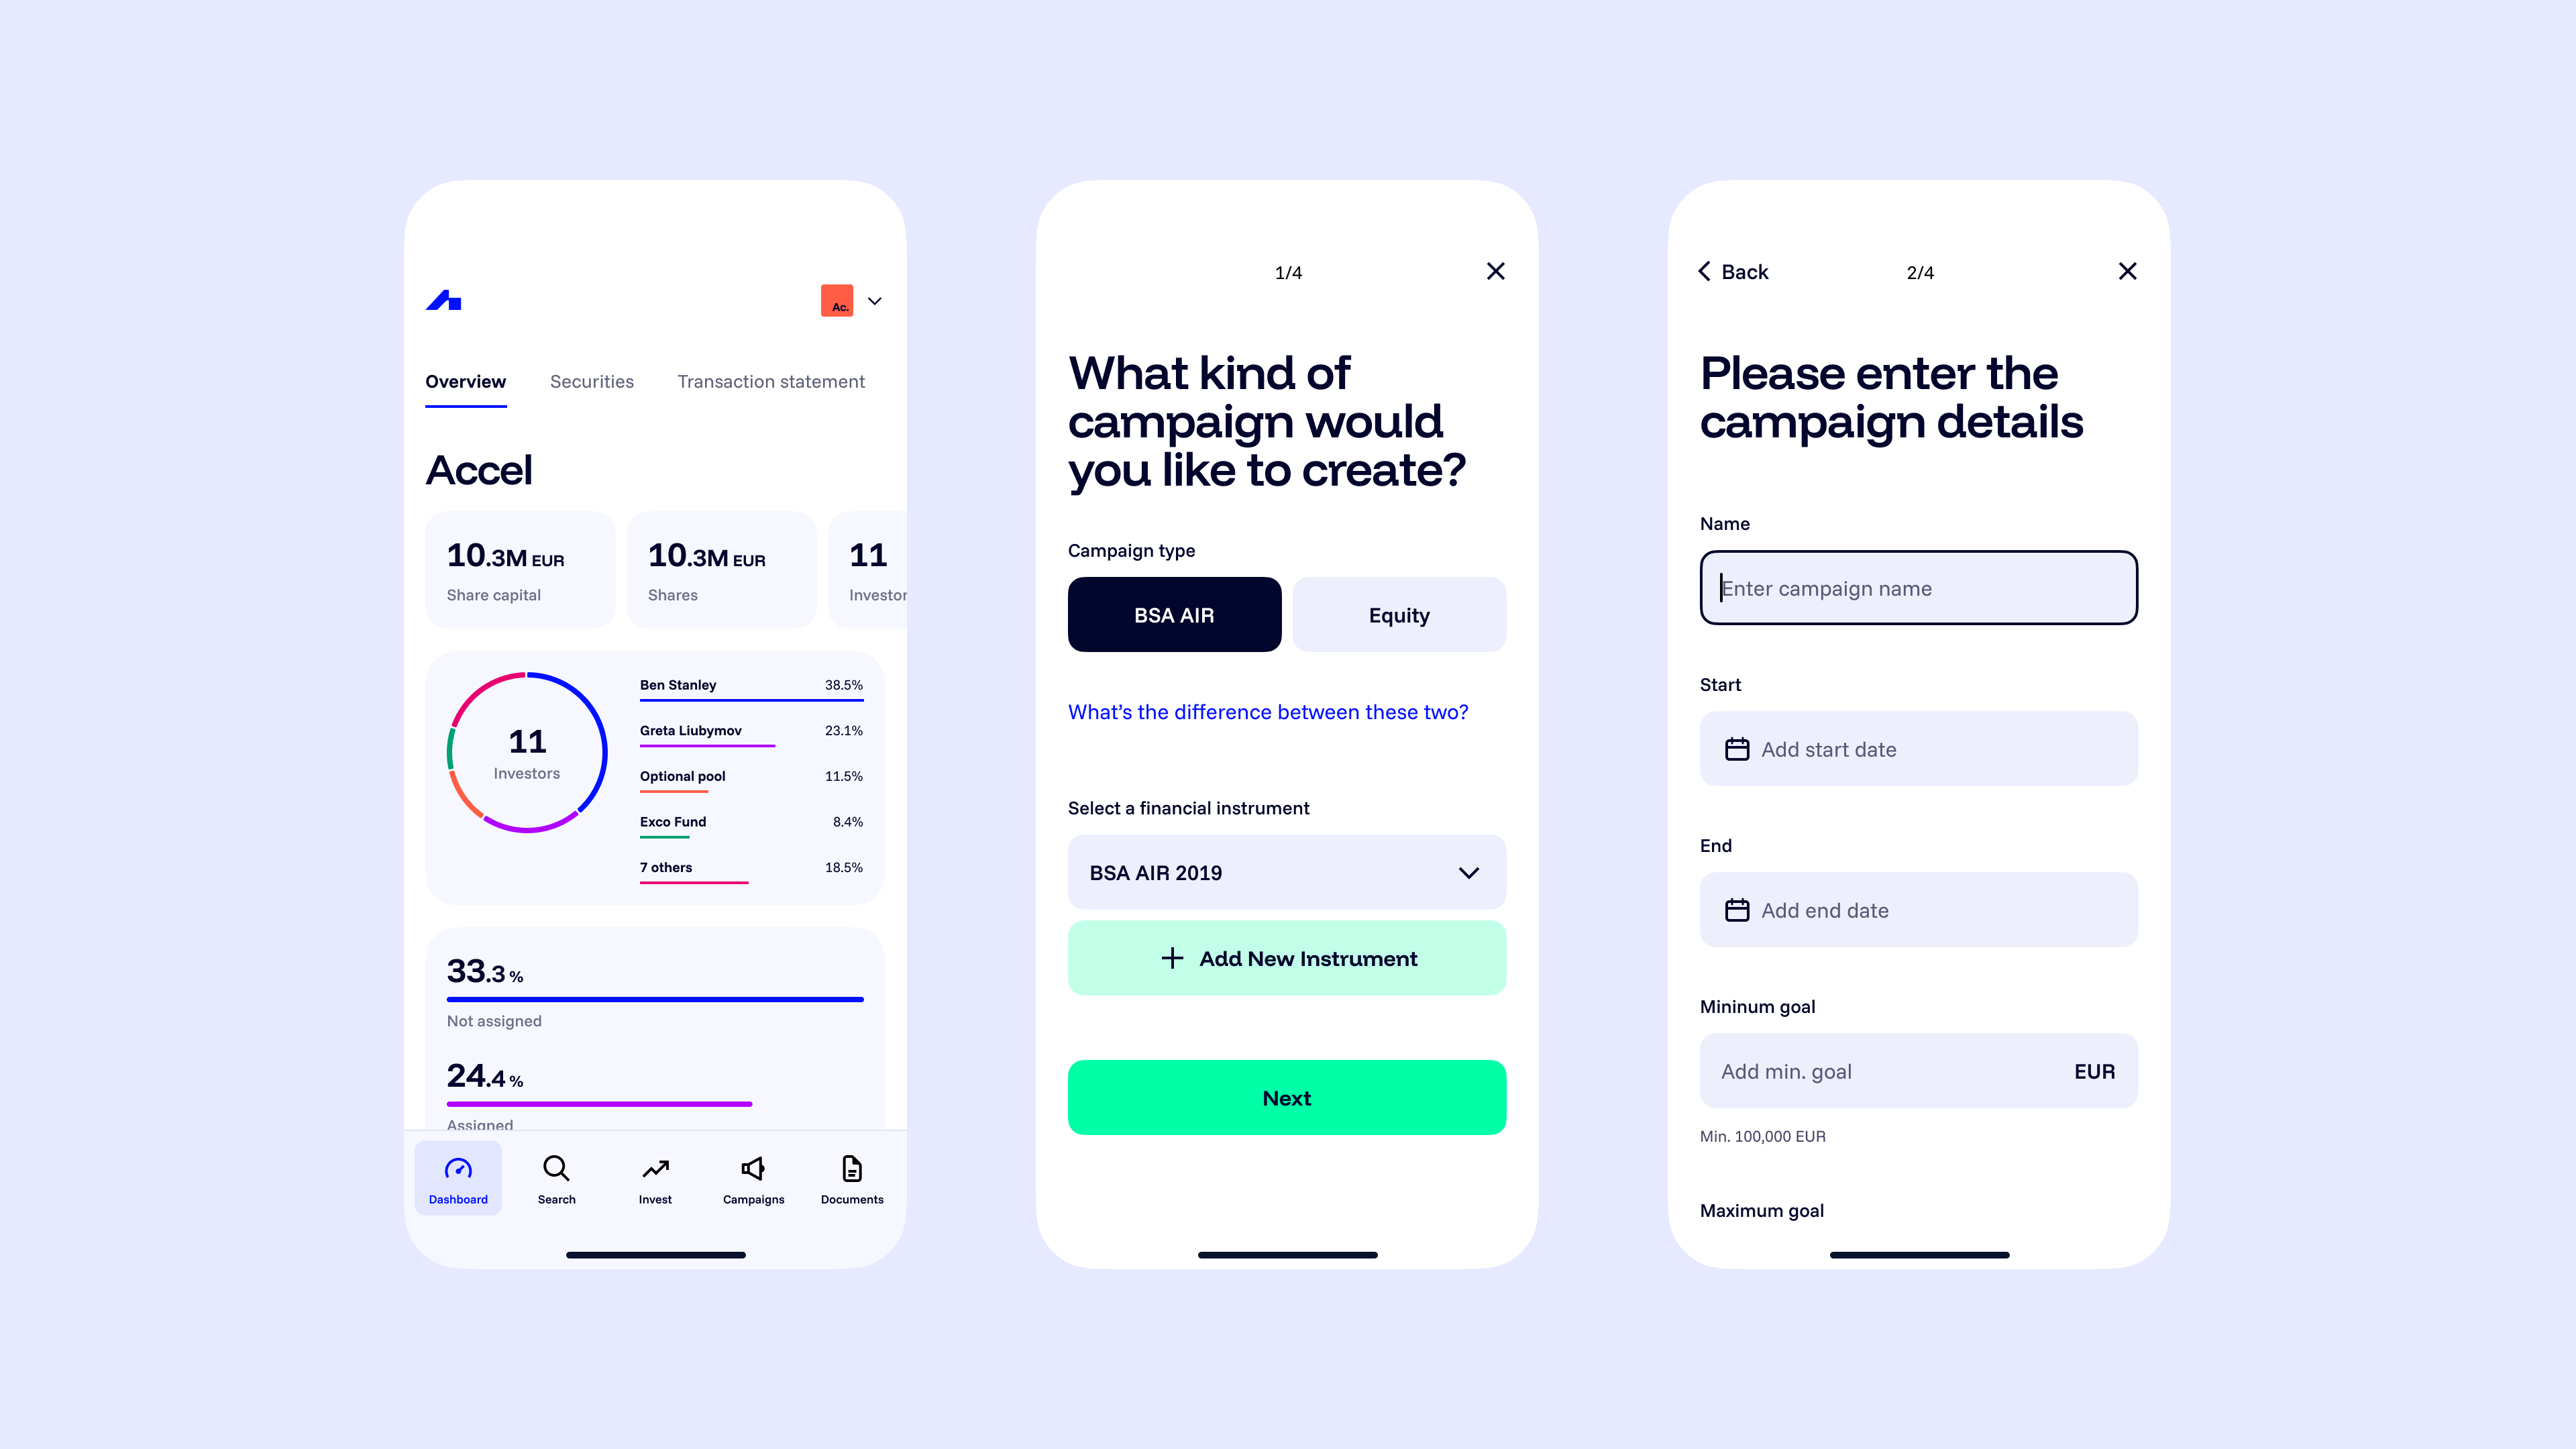 Ac.
Overview Securities Transaction statement
Accel
10.3M EUR
Share capital
10.3M EUR
Shares
11
Investor
11
Investors
Ben Stanley 38.5%
Greta Liubymov 23.1%
Optional pool 11.5%
Exco Fund 8.4%
7 others 18.5%
33.3 %
Not assigned
24.4 %
Assigned
Dashboard Search Invest Campaigns Documents
1/4
What kind of
campaign would
you like to create?
Campaign type
BSA AIR Equity
What's the difference between these two?
Select a financial instrument
BSA AIR 2019
Add New Instrument
Next
Back 2/4
Please enter the
campaign details
Name
Enter campaign name
Start
Add start date
End
Add end date
Mininum goal
Add min. goal EUR
Min. 100,000 EUR
Maximum goal